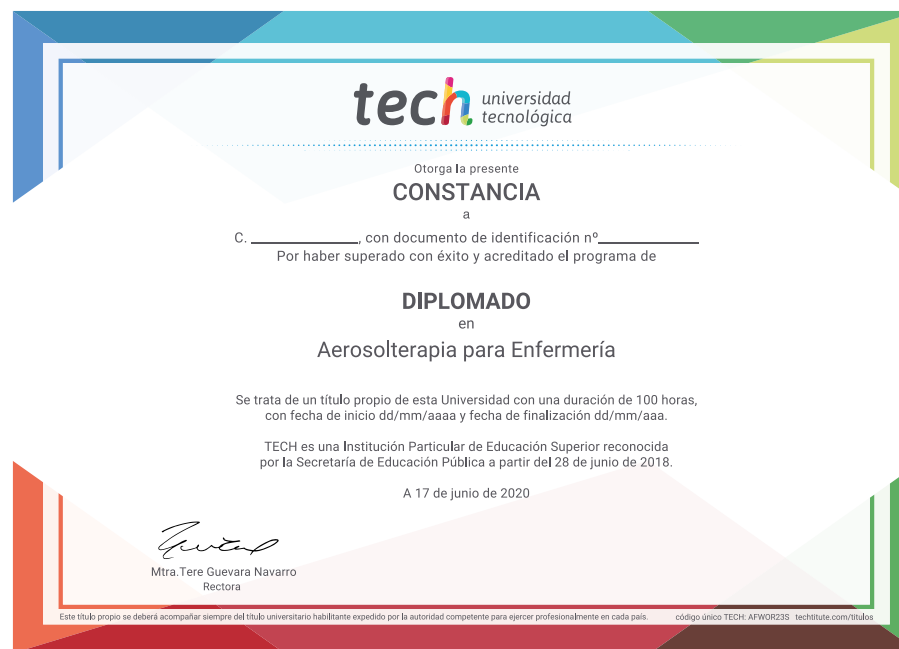 tech universidad
tecnológica
Otorga la presente
CONSTANCIA
a
C. ______________, con documento de identificación nº______________
Por haber superado con éxito y acreditado el programa de
DIPLOMADO
en
Aerosolterapia para Enfermería
Se trata de un título propio de esta Universidad con una duración de 100 horas,
con fecha de inicio dd/mm/aaaa y fecha de finalización dd/mm/aaa.
TECH es una Institución Particular de Educación Superior reconocida
por la Secretaría de Educación Pública a partir del 28 de junio de 2018.
A 17 de junio de 2020
Mtra.Tere Guevara Navarro
Rectora
Este título propio se deberá acompañar siempre del título universitario habilitante expedido por la autoridad competente para ejercer profesionalmente en cada país. código único TECH: AFWOR23S techtitute.com/titulos